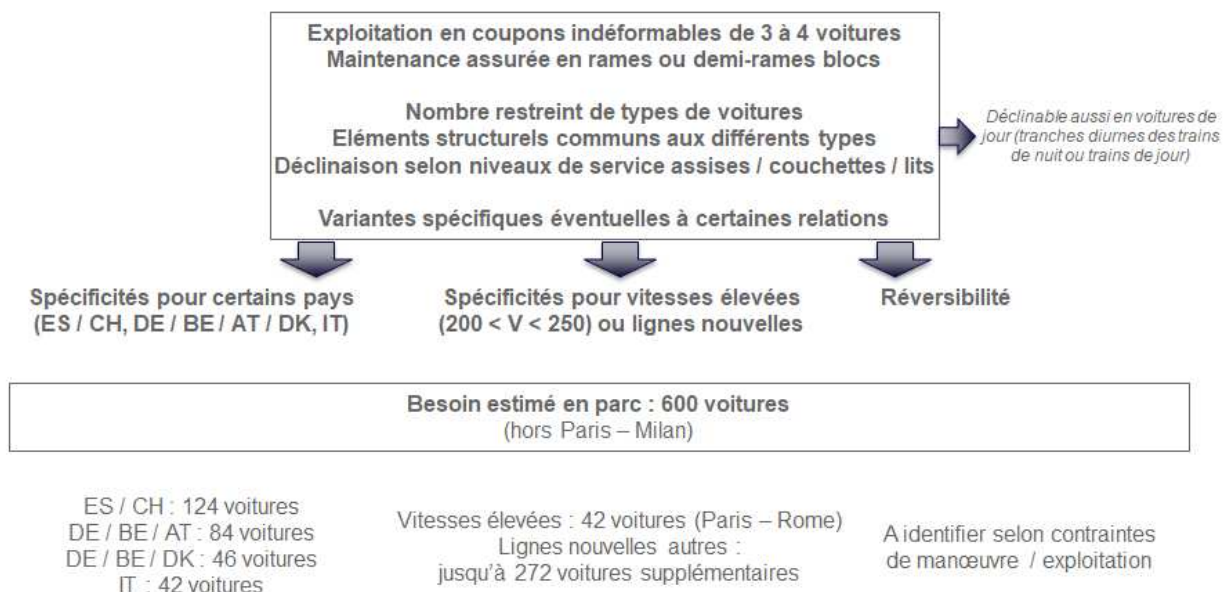 Exploitation en coupons indéformables de 3 à 4 voitures
Maintenance assurée en rames ou demi-rames blocs
Nombre restreint de types de voitures
Eléments structurels communs aux différents types
Déclinaison selon niveaux de service assises / couchettes / lits
Variantes spécifiques éventuelles à certaines relations
Déclinable aussi en voitures de
jour (tranches diurnes des trains
de nuit ou trains de jour)
Spécificités pour certains pays
(ES / CH, DE / BE / AT / DK, IT)
Spécificités pour vitesses élevées
(200 < V < 250) ou lignes nouvelles
Réversibilité
Besoin estimé en parc : 600 voitures
(hors Paris – Milan)
ES / CH : 124 voitures
DE / BE / AT : 84 voitures
DE / BE / DK : 46 voitures
IT : 42 voitures
Vitesses élevées : 42 voitures (Paris – Rome)
Lignes nouvelles autres :
jusqu'à 272 voitures supplémentaires
A identifier selon contraintes
de manœuvre / exploitation